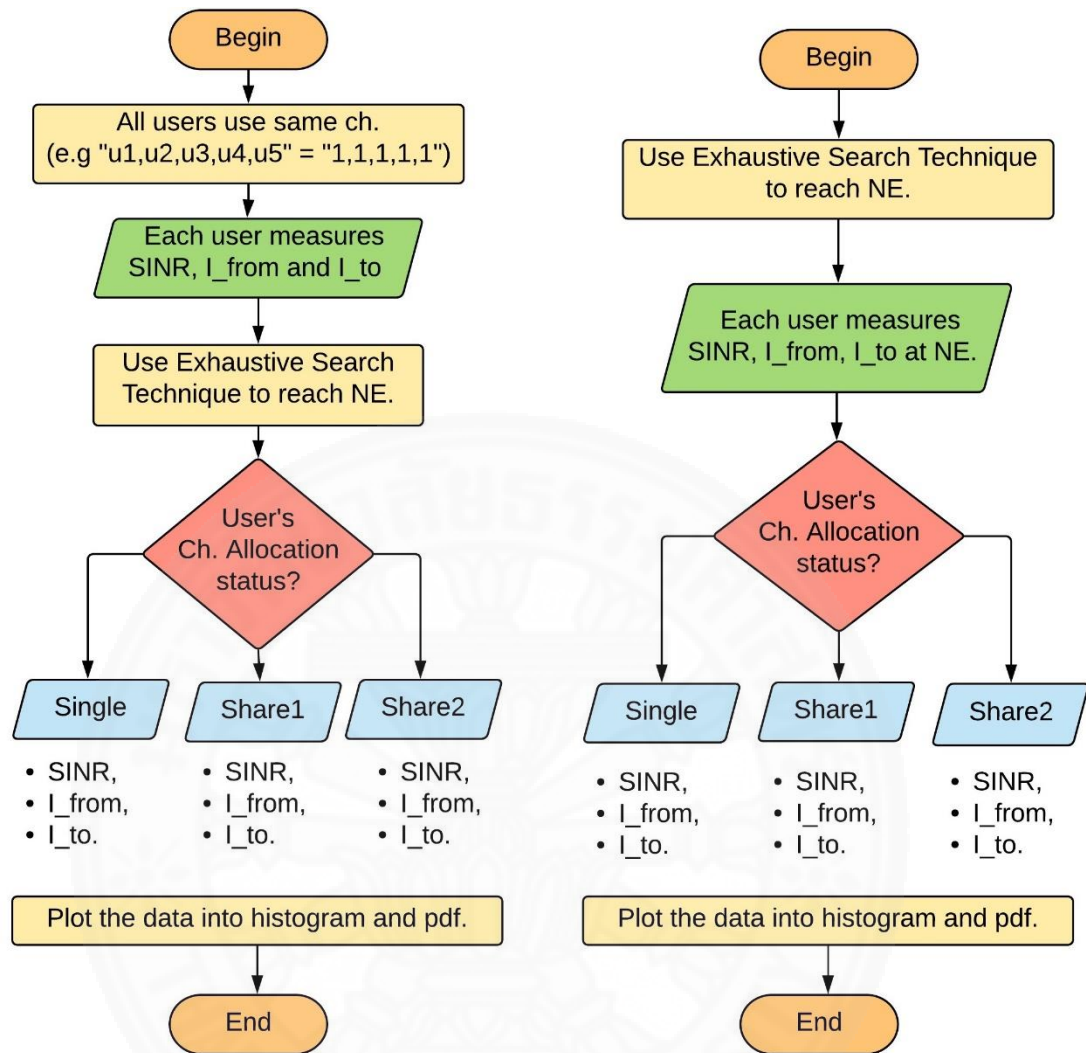 Begin
All users use same ch.
(e.g "u1,u2,u3,u4,u5" = "1,1,1,1,1")
Each user measures
SINR, I_from and I_to
Use Exhaustive Search
Technique to reach NE.
User's
Ch. Allocation
status?
Single
Share1
Share2
• SINR,
• I_from,
• I_to.
• SINR,
• I_from,
• I_to.
• SINR,
• I_from,
• I_to.
Plot the data into histogram and pdf.
End
Begin
Use Exhaustive Search Technique
to reach NE.
Each user measures
SINR, I_from, I_to at NE.
User's
Ch. Allocation
status?
Single
Share1
Share2
• SINR,
• I_from,
• I_to.
• SINR,
• I_from,
• I_to.
• SINR,
• I_from,
• I_to.
Plot the data into histogram and pdf.
End